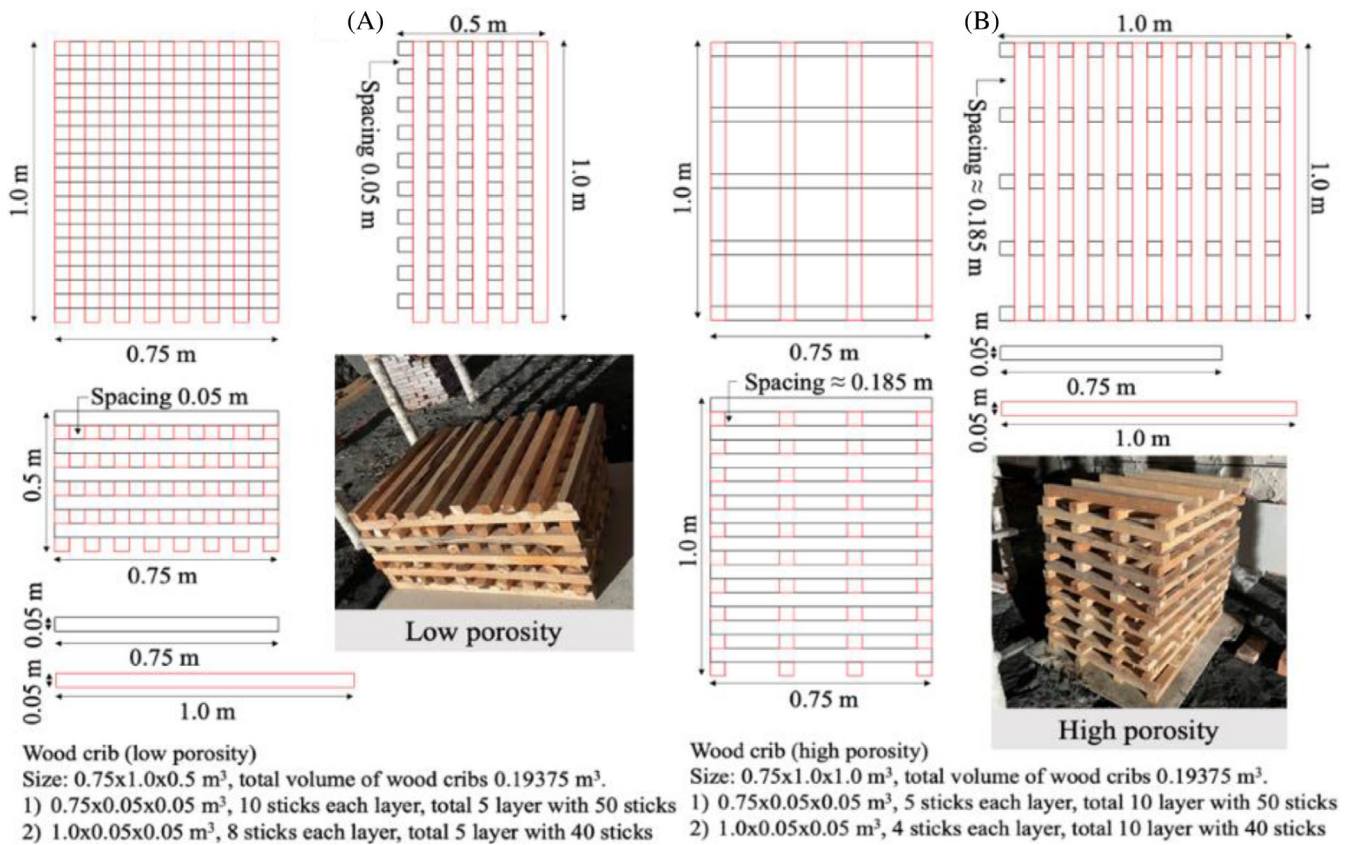 (A)
0.5 m
1.0 m
Spacing 0.05 m
1.0 m
0.75 m
Spacing 0.05 m
0.5 m
0.75 m
0.05 m
0.75 m
0.05 m
1.0 m
Low porosity
Wood crib (low porosity)
Size: 0.75x1.0x0.5 m³, total volume of wood cribs 0.19375 m³.
1) 0.75x0.05x0.05 m³, 10 sticks each layer, total 5 layer with 50 sticks
2) 1.0x0.05x0.05 m³, 8 sticks each layer, total 5 layer with 40 sticks
(B)
1.0 m
1.0 m
Spacing ≈ 0.185 m
1.0 m
0.75 m
Spacing ≈ 0.185 m
1.0 m
0.75 m
0.05 m
0.75 m
0.05 m
1.0 m
High porosity
Wood crib (high porosity)
Size: 0.75x1.0x1.0 m³, total volume of wood cribs 0.19375 m³.
1) 0.75x0.05x0.05 m³, 5 sticks each layer, total 10 layer with 50 sticks
2) 1.0x0.05x0.05 m³, 4 sticks each layer, total 10 layer with 40 sticks